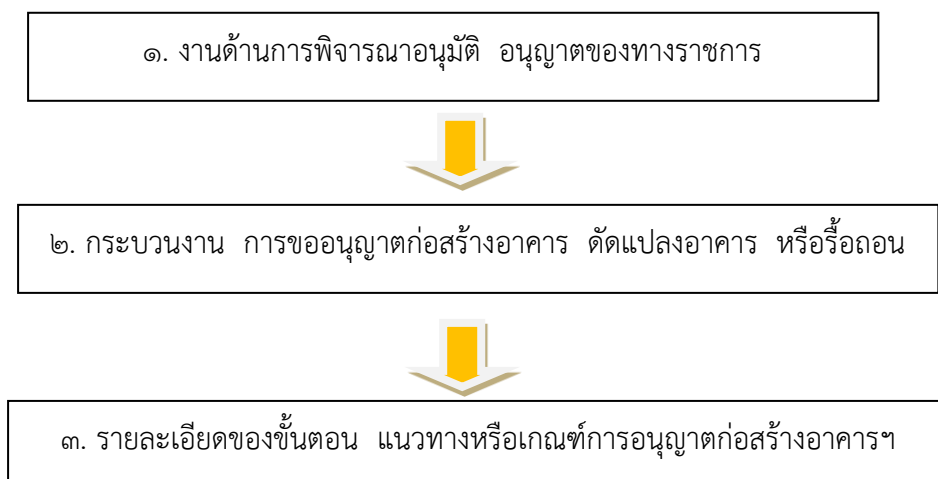 ๑. งานด้านการพิจารณาอนุมัติ อนุญาตของทางราชการ
๒. กระบวนงาน การขออนุญาตก่อสร้างอาคาร ดัดแปลงอาคาร หรือรื้อถอน
๓. รายละเอียดของขั้นตอน แนวทางหรือเกณฑ์การอนุญาตก่อสร้างอาคารฯ